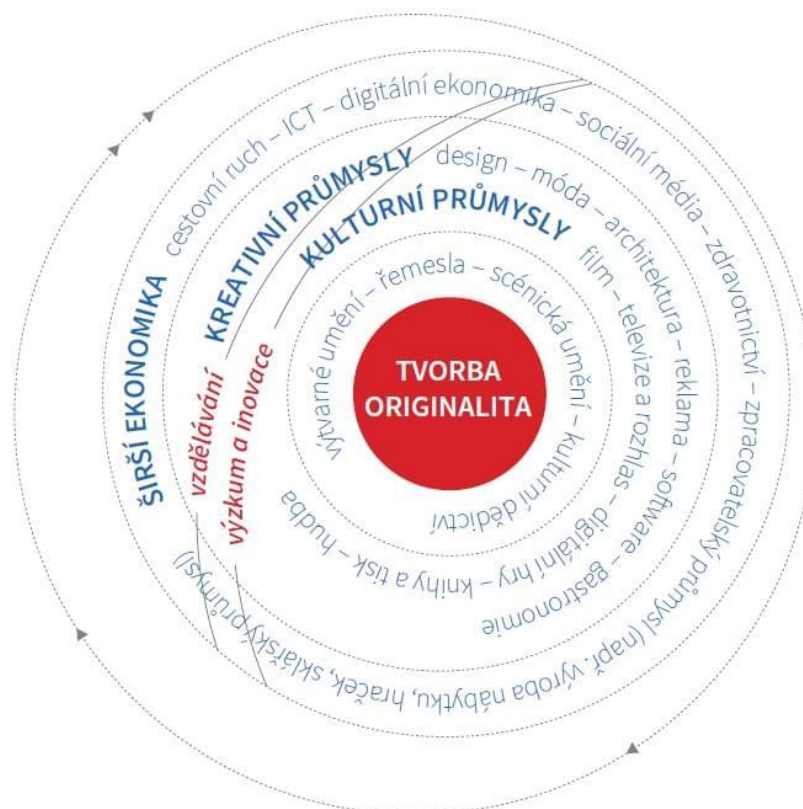 ŠIRŠÍ EKONOMIKA
cestovní ruch – ICT – digitální ekonomika – sociální média – zdravotnictví – zpracovatelský průmysl (např. výroba nábytku, hraček, sklářský průmysl)
KREATIVNÍ PRŮMYSLY
design – móda – architektura – reklama – software – gastronomie
KULTURNÍ PRŮMYSLY
film – televize a rozhlas – digitální hry – knihy a tisk – hudba
výtvarné umění – řemesla – scénická umění – kulturní dědictví
TVORBA
ORIGINALITA
vzdělávání
výzkum a inovace